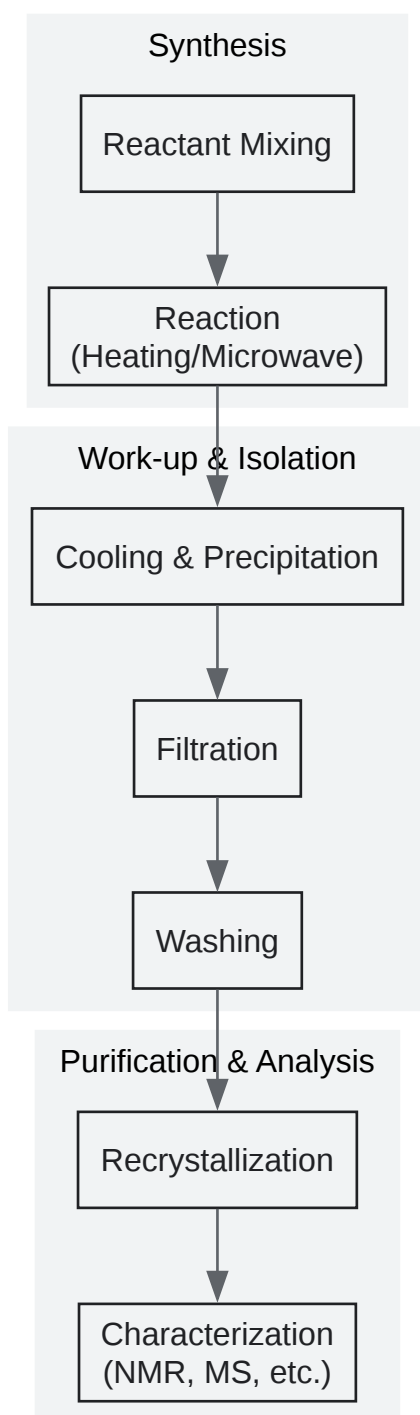 Synthesis
Reactant Mixing
Reaction
(Heating/Microwave)
Work-up & Isolation
Cooling & Precipitation
Filtration
Washing
Purification & Analysis
Recrystallization
Characterization
(NMR, MS, etc.)